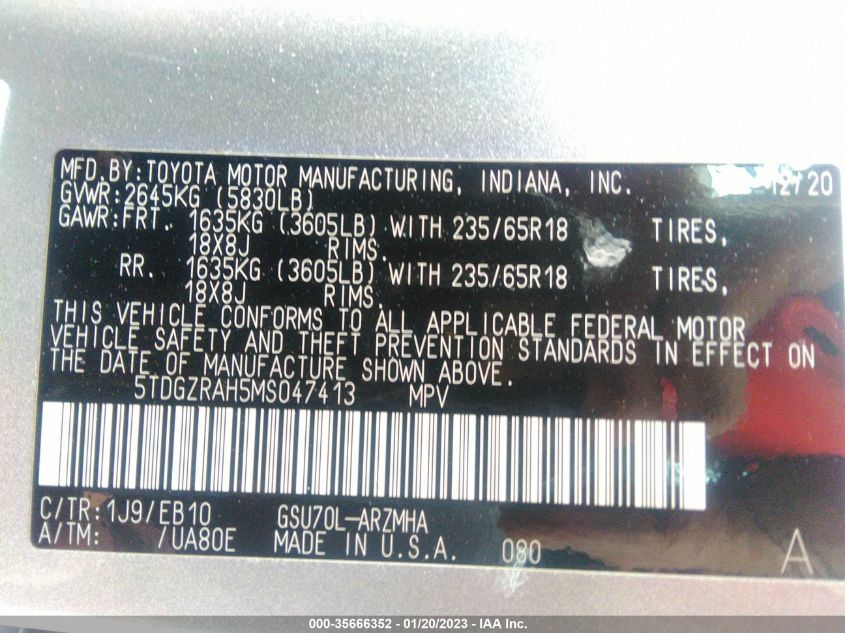 MFD.BY:TOYOTA MOTOR MANUFACTURING, INDIANA, INC. 12/20
GVWR:2645KG (5830LB)
GAWR:FRT. 1635KG (3605LB) WITH 235/65R18 TIRES,
18X8J RIMS.
RR. 1635KG (3605LB) WITH 235/65R18 TIRES,
18X8J RIMS.
THIS VEHICLE CONFORMS TO ALL APPLICABLE FEDERAL MOTOR
VEHICLE SAFETY AND THEFT PREVENTION STANDARDS IN EFFECT ON
THE DATE OF MANUFACTURE SHOWN ABOVE.
5TDGZRAH5MS047413 MPV
C/TR:1J9/EB10 GSU70L-ARZMHA
A/TM: /UA80E MADE IN U.S.A. 080 A
000-35666352 — 01/20/2023 — IAA Inc.